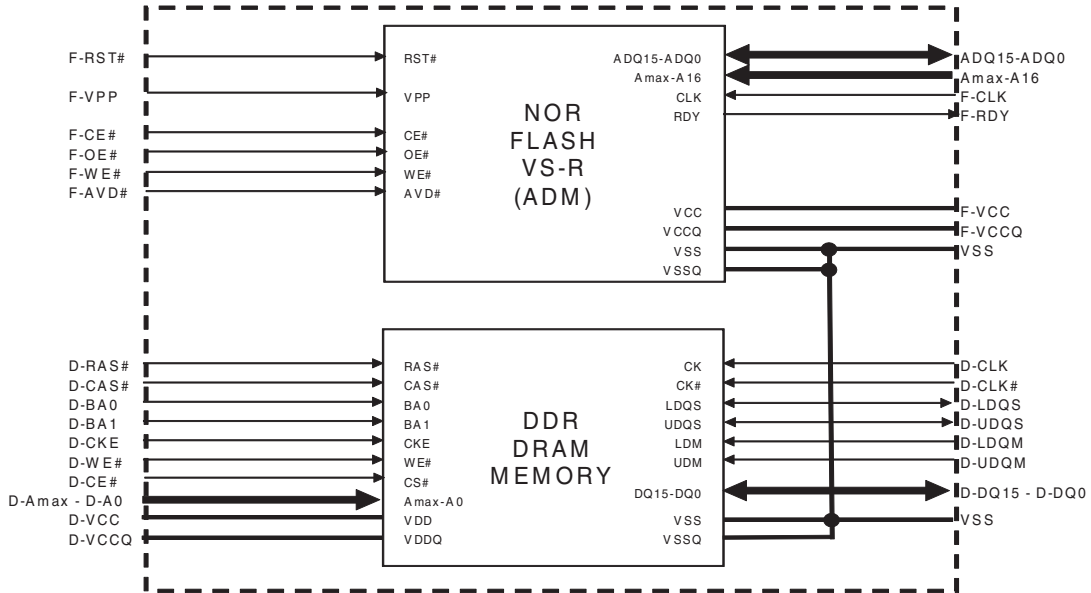 F-RST#
F-VPP
F-CE#
F-OE#
F-WE#
F-AVD#
RST#
VPP
CE#
OE#
WE#
AVD#
NOR
FLASH
VS-R
(ADM)
ADQ15-ADQ0
Amax-A16
CLK
RDY
VCC
VCCQ
VSS
VSSQ
ADQ15-ADQ0
Amax-A16
F-CLK
F-RDY
F-VCC
F-VCCQ
VSS
D-RAS#
D-CAS#
D-BA0
D-BA1
D-CKE
D-WE#
D-CE#
D-Amax - D-A0
D-VCC
D-VCCQ
RAS#
CAS#
BA0
BA1
CKE
WE#
CS#
Amax-A0
VDD
VDDQ
DDR
DRAM
MEMORY
CK
CK#
LDQS
UDQS
LDM
UDM
DQ15-DQ0
VSS
VSSQ
D-CLK
D-CLK#
D-LDQS
D-UDQS
D-LDQM
D-UDQM
D-DQ15 - D-DQ0
VSS